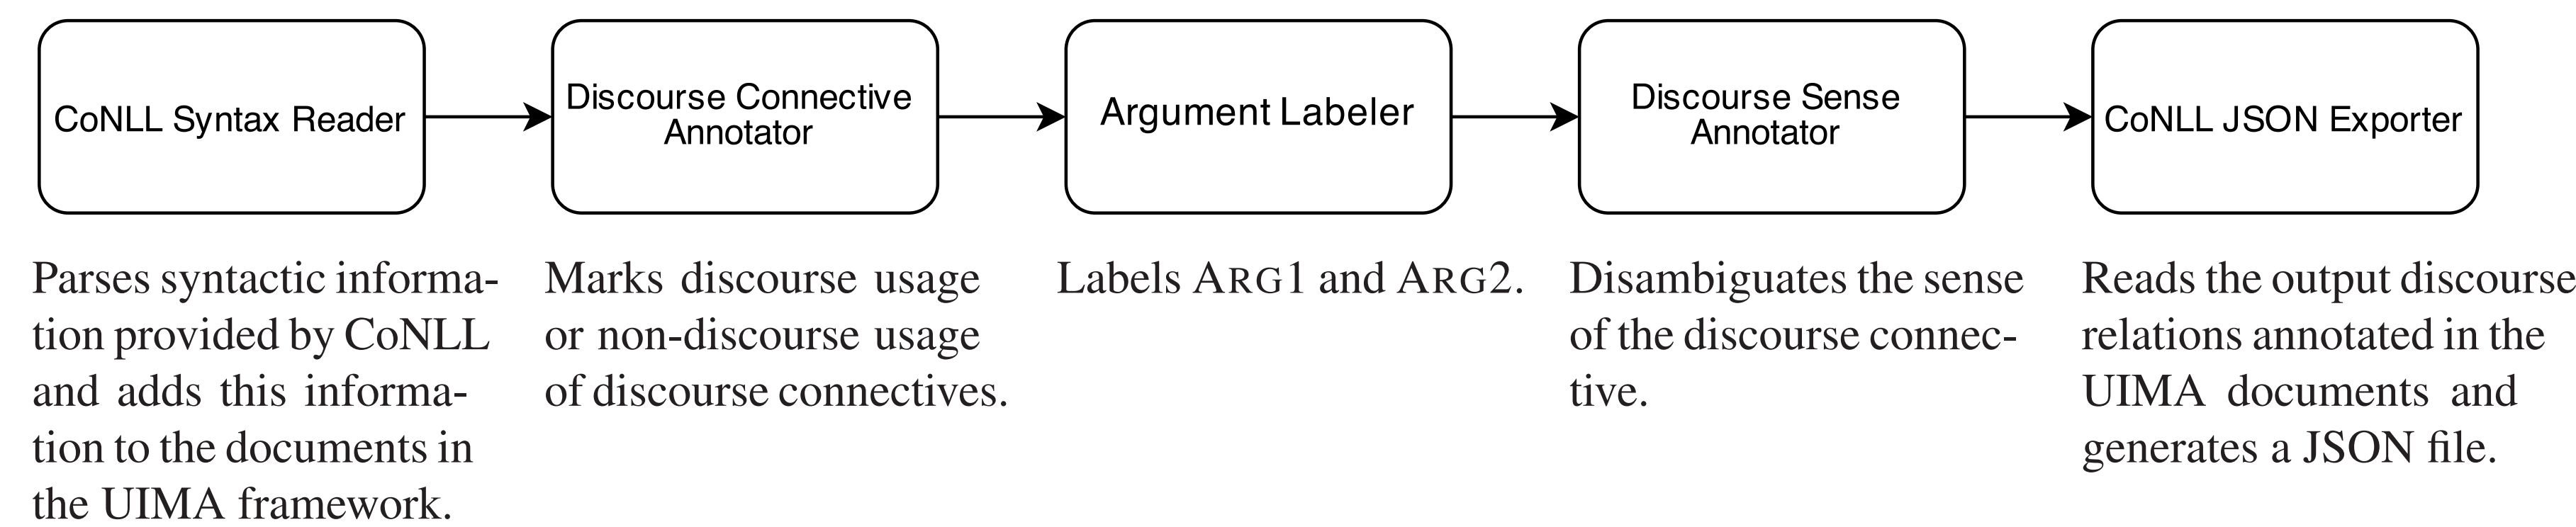 CoNLL Syntax Reader
Discourse Connective
Annotator
Argument Labeler
Discourse Sense
Annotator
CoNLL JSON Exporter
Parses syntactic informa-
tion provided by CoNLL
and adds this informa-
tion to the documents in
the UIMA framework.
Marks discourse usage
or non-discourse usage
of discourse connectives.
Labels ARG1 and ARG2.
Disambiguates the sense
of the discourse connec-
tive.
Reads the output discourse
relations annotated in the
UIMA documents and
generates a JSON file.